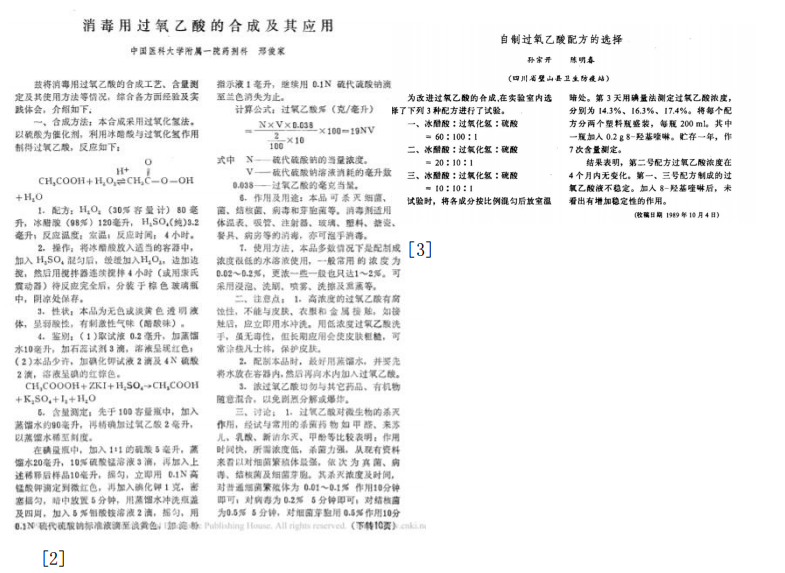 消毒用过氧乙酸的合成及其应用
中国医科大学附属一院药剂科 邢俊家
兹将消毒用过氧乙酸的合成工艺、含量测
定及其使用方法等情况,综合各方面经验及实
践体会,介绍如下。
一、合成方法:本合成采用过氧化氢法。
以硫酸为催化剂,利用冰醋酸与过氧化氢作用
制得过氧乙酸,反应如下:
O
H⁺ ‖
CH₃COOH+H₂O₂⇌CH₃C—O—OH
+H₂O
1. 配方:H₂O₂ (30%容量计) 80毫
升,冰醋酸(98%)120毫升,H₂SO₄(纯)3.2
毫升;反应温度:室温;反应时间:4小时。
2. 操作:将冰醋酸放入适当的容器中,
加入 H₂SO₄ 混匀后,缓缓加入H₂O₂,边加边
搅,然后用搅拌器连续搅拌4小时(或用康氏
震动器)待反应完全后,分装于棕色玻璃瓶
中,阴凉处保存。
3. 性状:本品为无色或淡黄色透明液
体,呈弱酸性,有刺激性气味(醋酸味)。
4. 鉴别:(1)取试液 0.2毫升,加蒸馏
水10毫升,加石蕊试剂3滴,溶液呈现红色;
(2)本品少许,加碘化钾试液2滴及4N 硫酸
2滴,溶液呈碘的红棕色。
CH₃COOOH+ZKI+H₂SO₄→CH₃COOH
+K₂SO₄+I₂+H₂O
5. 含量测定:先于100容量瓶中,加入
蒸馏水约90毫升,再精确加过氧乙酸2毫升,
以蒸馏水稀至刻度。
在碘量瓶中,加入1:1的硫酸5毫升,蒸
馏水20毫升,10%硫酸锰溶液3滴,再加入上
述稀释后样品10毫升,摇匀,立即用 0.1N高
锰酸钾滴定到微红色,再加入碘化钾1克,密
塞摇匀,暗中放置5分钟,用蒸馏水冲洗瓶盖
及四周,加入5%钼酸铵溶液2滴,摇匀,用
0.1N硫代硫酸钠标准液滴至淡黄色,加淀粉
指示液1毫升,继续用0.1N 硫代硫酸钠滴
至兰色消失为止。
计算公式:过氧乙酸%(克/毫升)
= N×V×0.038 ×100=19NV
2/100 ×10
式中 N——硫代硫酸钠的当量浓度。
V——硫代硫酸钠溶液消耗的毫升数
0.038——过氧乙酸的毫克当量。
6. 作用及用途:本品可杀灭细菌、
菌、结核菌、病毒和芽胞菌等。消毒剂适用
体温表、吸管、注射器、玻璃、塑料、搪瓷、
餐具、病房等的消毒,亦可泡手消毒。
7. 使用方法:本品多数情况下是配制成
浓度很低的水溶液使用,一般常用的浓度为
0.02~0.2%,更浓一些一般也只达1~2%。可
采用浸泡、洗刷、喷雾、洗擦及熏蒸等。
二、注意点:1. 高浓度的过氧乙酸有腐
蚀性,不能与皮肤、衣服和金属接触,如接
触后,应立即用水冲洗。用低浓度过氧乙酸洗
手,虽无毒性,但长期应用会使皮肤粗糙,可
常涂些凡士林,保护皮肤。
2. 配制本品时,最好用蒸馏水,并要先
将水放在容器内,然后再向水内加入过氧乙酸。
3. 浓过氧乙酸切勿与其它药品、有机物
随意混合,以免剧烈分解或爆炸。
三、讨论:1. 过氧乙酸对微生物的杀灭
作用,经试与常用的杀菌药物如甲醛、来苏
儿,乳酸、新洁尔灭、甲酚等比较表明:作用
时间快,所需浓度低,杀菌力强,从现有资料
来看以对细菌繁殖体最强,依次为真菌、病
毒、结核菌及细菌芽胞。其杀灭浓度及时间,
对普通细菌繁殖体为 0.01~0.1% 作用10分钟
即可;对病毒为0.2% 5分钟即可;对结核菌
为0.5% 5分钟,对细菌芽胞用0.5%作用10分
Publishing House. All rights reserved. (下转10页)
[2]
自制过氧乙酸配方的选择
孙宗开 陈明春
(四川省璧山县卫生防疫站)
为改进过氧乙酸的合成,在实验室内选
择了下列3种配方进行了试验。
一、冰醋酸:过氧化氢:硫酸
= 60:100:1
二、冰醋酸:过氧化氢:硫酸
= 20:10:1
三、冰醋酸:过氧化氢:硫酸
= 10:10:1
试验时,将各成分按比例混匀后放室温
暗处。第3天用碘量法测定过氧乙酸浓度,
分别为 14.3%、16.3%、17.4%。将每个配
方分两个塑料瓶盛装,每瓶 200 ml。其中
一瓶加入 0.2 g 8-羟基喹啉。贮存一年,作
7次含量测定。
结果表明,第二号配方过氧乙酸浓度在
4个月内无变化。第一、三号配方制成的过
氧乙酸液不稳定。加入 8-羟基喹啉后,未
看出有增加稳定性的作用。
(收稿日期 1989年10月4日)
[3]